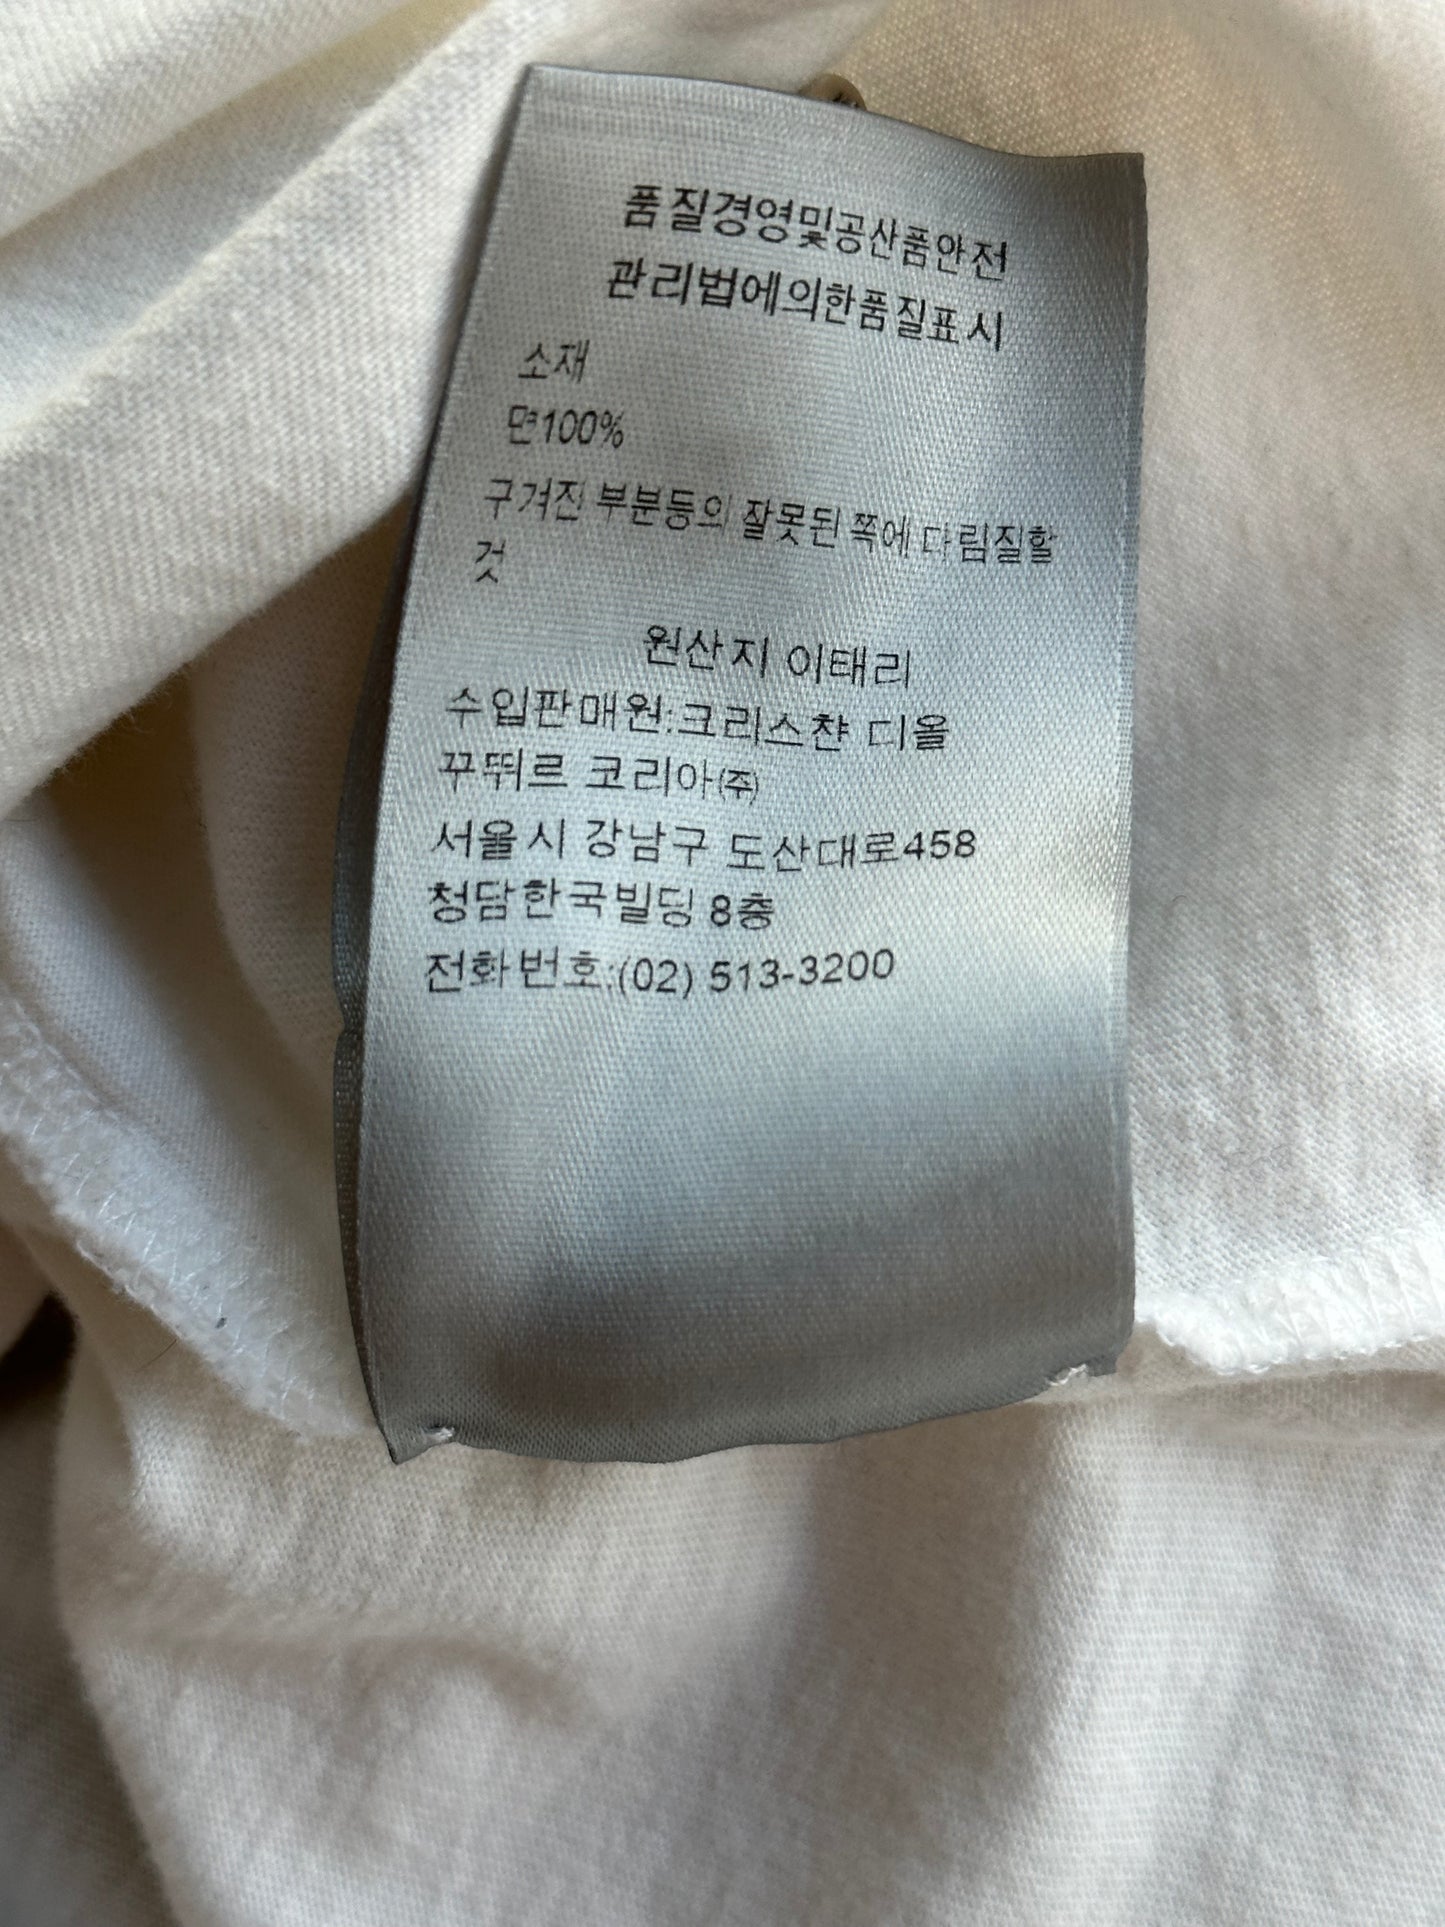 품질경영및공산품안전
관리법에의한품질표시
소재
면100%
구겨진 부분등의 잘못된 쪽에 다림질할
것
원산지 이태리
수입판매원:크리스챤 디올
꾸뛰르 코리아(주)
서울시 강남구 도산대로458
청담한국빌딩 8층
전화번호:(02) 513-3200